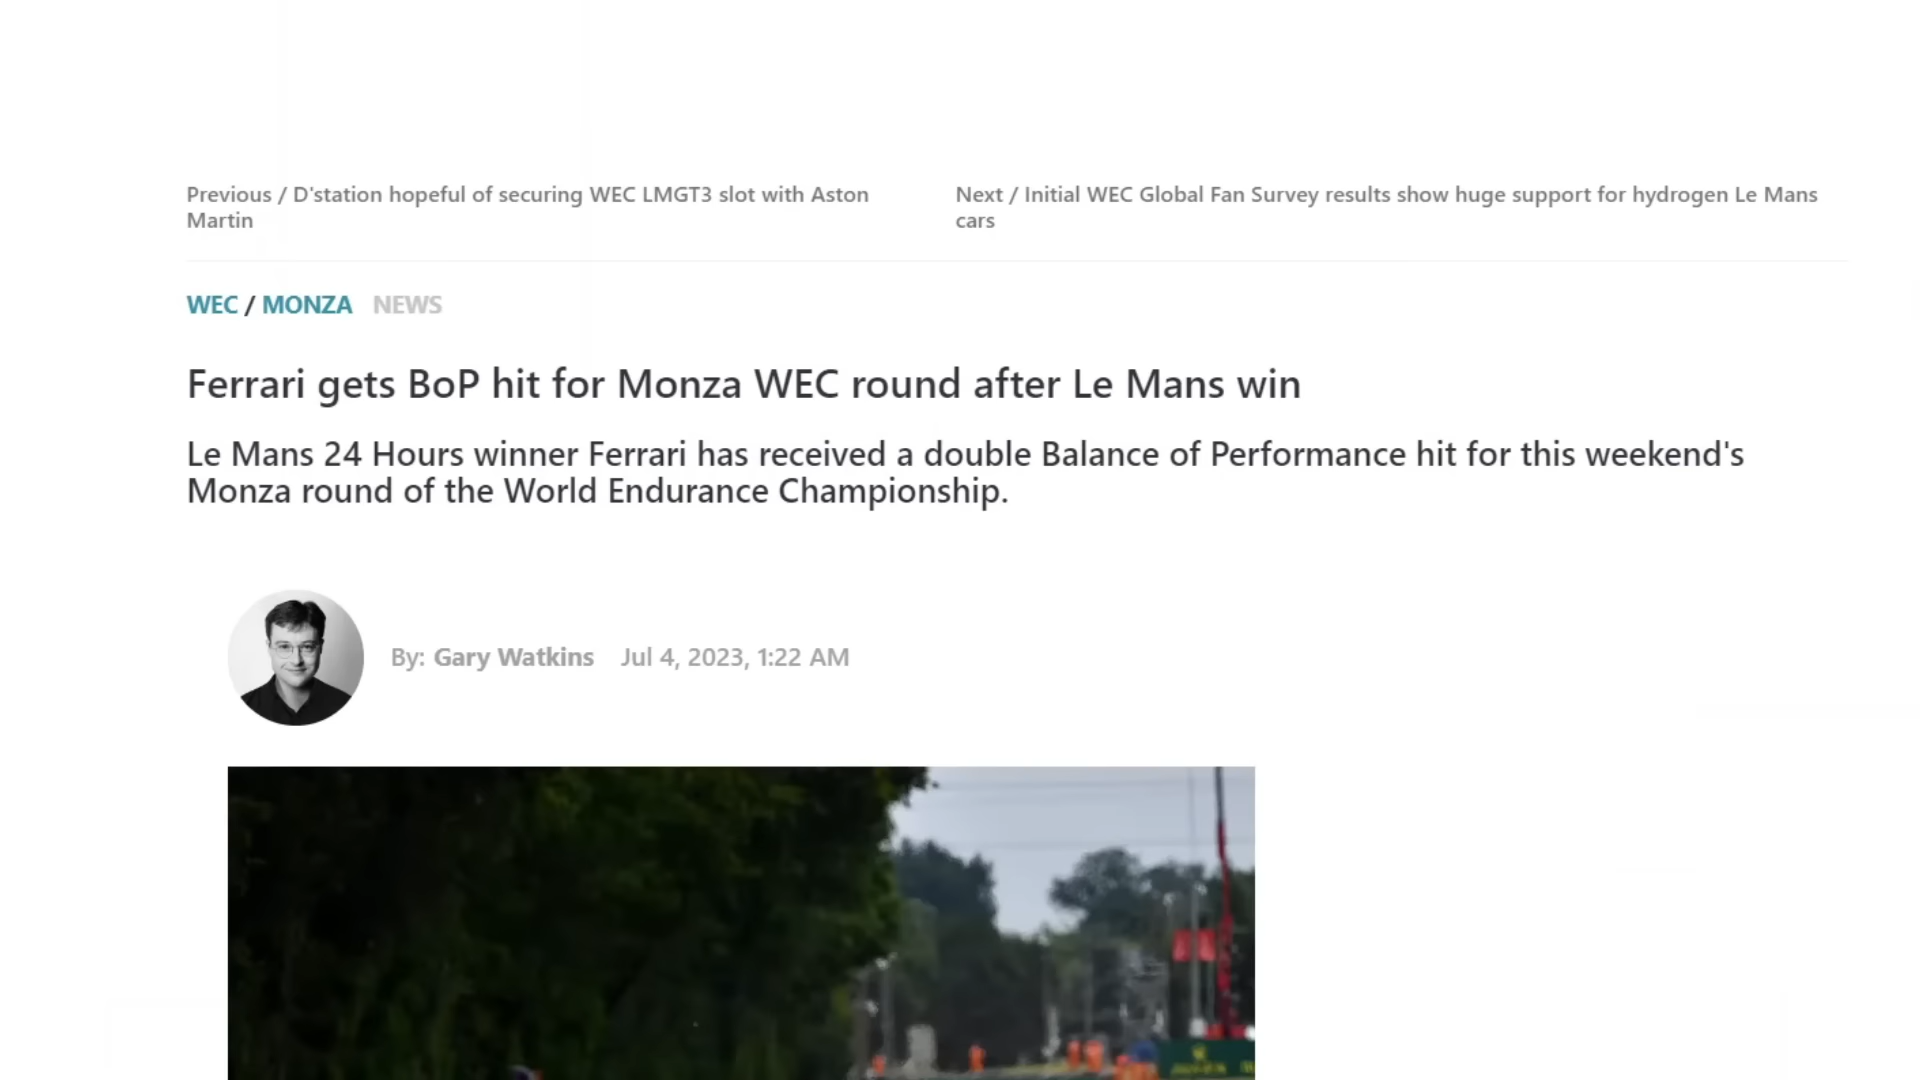 Previous / D'station hopeful of securing WEC LMGT3 slot with Aston
Martin
Next / Initial WEC Global Fan Survey results show huge support for hydrogen Le Mans
cars
WEC / MONZA NEWS
Ferrari gets BoP hit for Monza WEC round after Le Mans win
Le Mans 24 Hours winner Ferrari has received a double Balance of Performance hit for this weekend's
Monza round of the World Endurance Championship.
By: Gary Watkins Jul 4, 2023, 1:22 AM